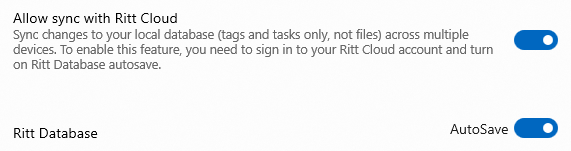 Allow sync with Ritt Cloud
Sync changes to your local database (tags and tasks only, not files) across multiple
devices. To enable this feature, you need to sign in to your Ritt Cloud account and turn
on Ritt Database autosave.
Ritt Database AutoSave